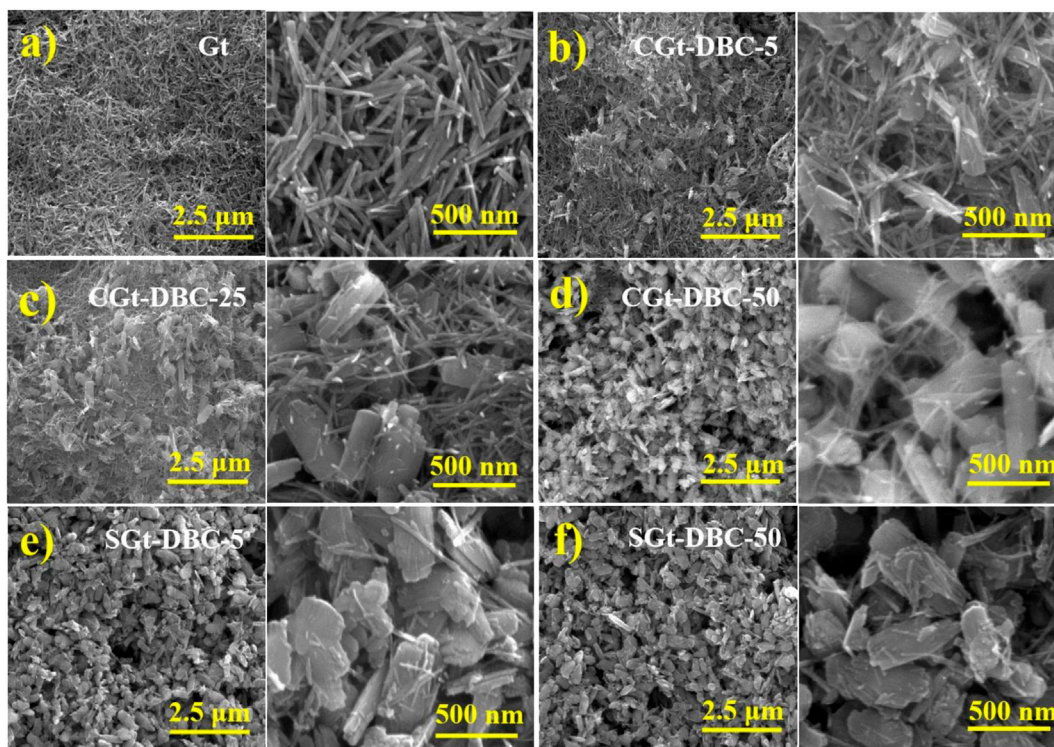 a) Gt
2.5 µm
500 nm
b) CGt-DBC-5
2.5 µm
500 nm
c) CGt-DBC-25
2.5 µm
500 nm
d) CGt-DBC-50
2.5 µm
500 nm
e) SGt-DBC-5
2.5 µm
500 nm
f) SGt-DBC-50
2.5 µm
500 nm